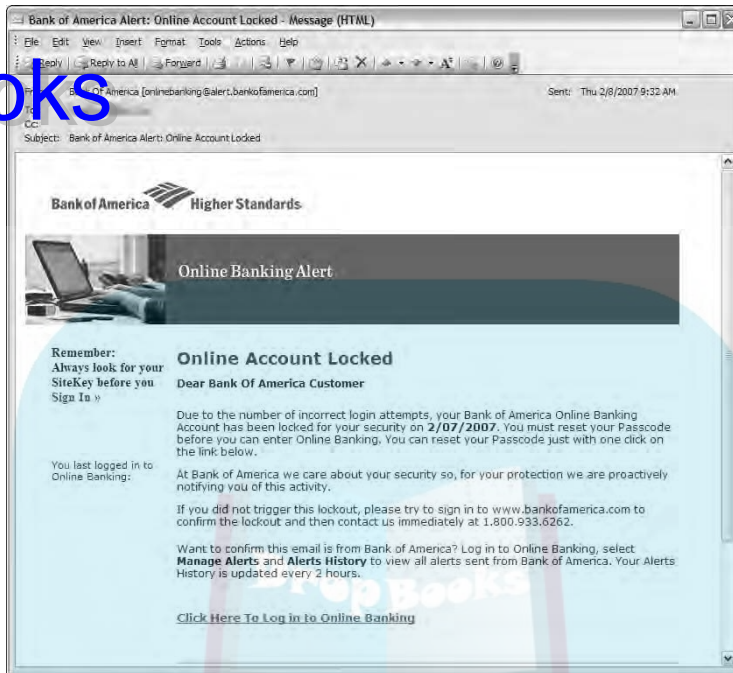 Bank of America Alert: Online Account Locked - Message (HTML)
File Edit View Insert Format Tools Actions Help
Reply Reply to All Forward
oks
Of America [onlinebanking@alert.bankofamerica.com] Sent: Thu 2/8/2007 9:32 AM
Cc:
Subject: Bank of America Alert: Online Account Locked
Bank of America Higher Standards
Online Banking Alert
Remember:
Always look for your
SiteKey before you
Sign In »
You last logged in to
Online Banking:
Online Account Locked
Dear Bank Of America Customer
Due to the number of incorrect login attempts, your Bank of America Online Banking
Account has been locked for your security on 2/07/2007. You must reset your Passcode
before you can enter Online Banking. You can reset your Passcode just with one click on
the link below.
At Bank of America we care about your security so, for your protection we are proactively
notifying you of this activity.
If you did not trigger this lockout, please try to sign in to www.bankofamerica.com to
confirm the lockout and then contact us immediately at 1.800.933.6262.
Want to confirm this email is from Bank of America? Log in to Online Banking, select
Manage Alerts and Alerts History to view all alerts sent from Bank of America. Your Alerts
History is updated every 2 hours.
Drop Books
Click Here To Log in to Online Banking